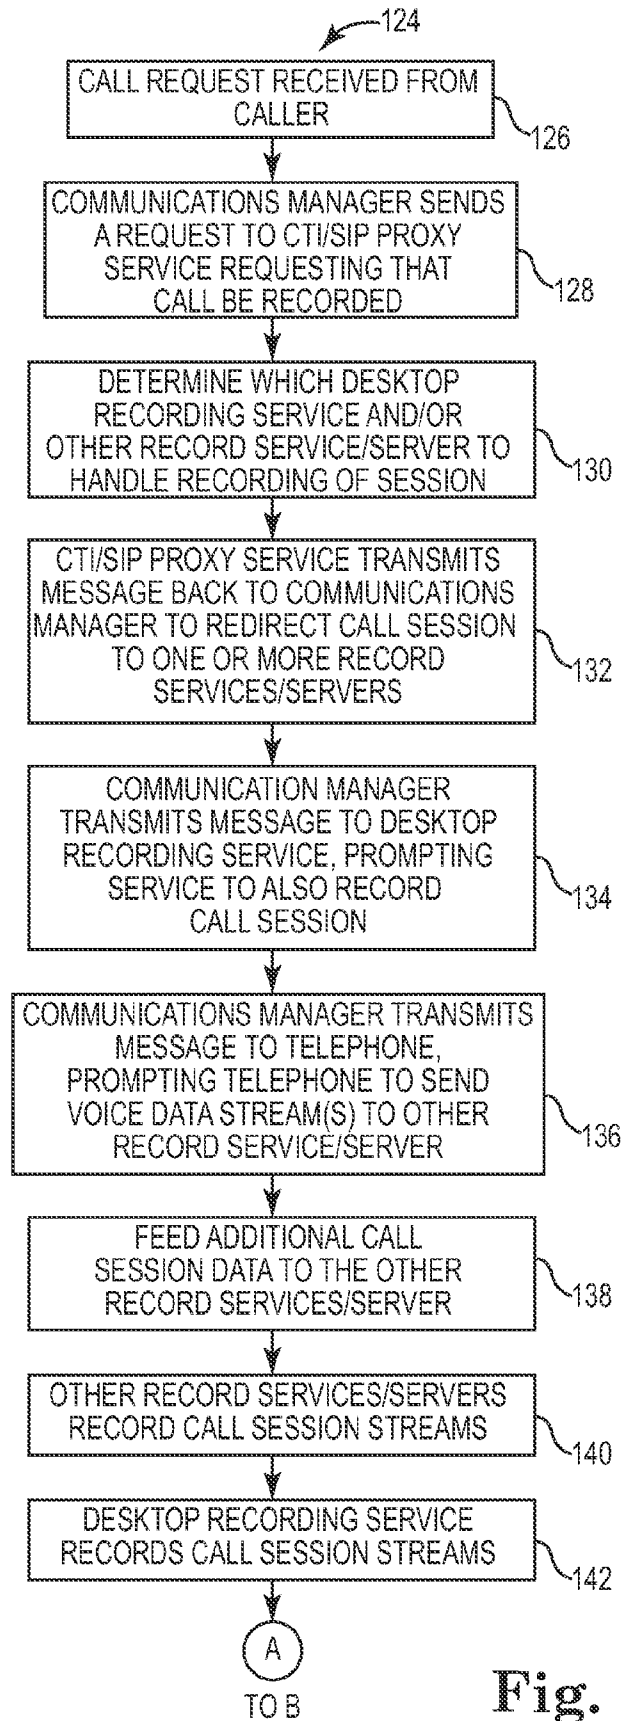 124
CALL REQUEST RECEIVED FROM
CALLER
126
COMMUNICATIONS MANAGER SENDS
A REQUEST TO CTI/SIP PROXY
SERVICE REQUESTING THAT
CALL BE RECORDED
128
DETERMINE WHICH DESKTOP
RECORDING SERVICE AND/OR
OTHER RECORD SERVICE/SERVER TO
HANDLE RECORDING OF SESSION
130
CTI/SIP PROXY SERVICE TRANSMITS
MESSAGE BACK TO COMMUNICATIONS
MANAGER TO REDIRECT CALL SESSION
TO ONE OR MORE RECORD
SERVICES/SERVERS
132
COMMUNICATION MANAGER
TRANSMITS MESSAGE TO DESKTOP
RECORDING SERVICE, PROMPTING
SERVICE TO ALSO RECORD
CALL SESSION
134
COMMUNICATIONS MANAGER TRANSMITS
MESSAGE TO TELEPHONE,
PROMPTING TELEPHONE TO SEND
VOICE DATA STREAM(S) TO OTHER
RECORD SERVICE/SERVER
136
FEED ADDITIONAL CALL
SESSION DATA TO THE OTHER
RECORD SERVICES/SERVER
138
OTHER RECORD SERVICES/SERVERS
RECORD CALL SESSION STREAMS
140
DESKTOP RECORDING SERVICE
RECORDS CALL SESSION STREAMS
142
A
TO B
Fig.